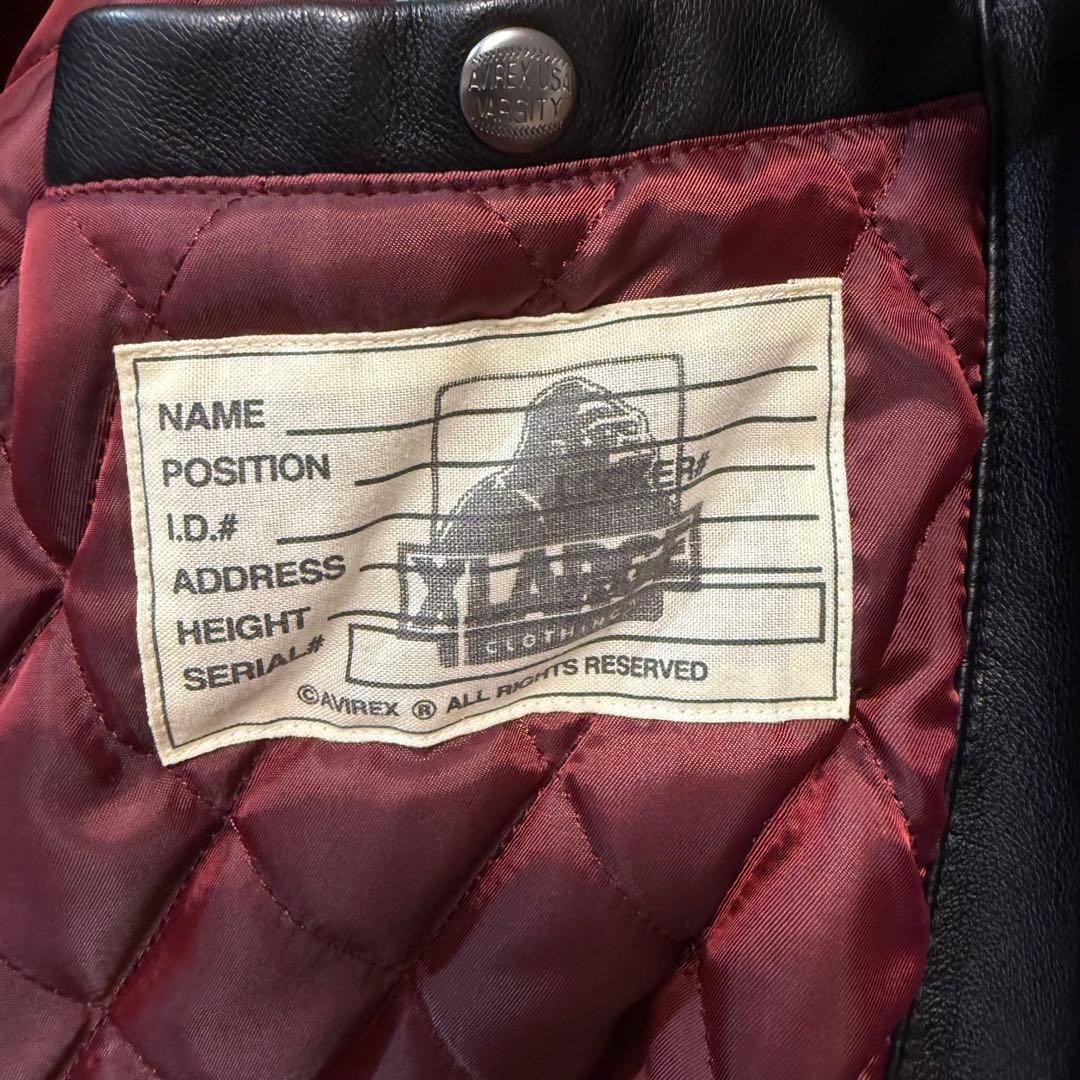 AVIREX USA
VARSITY
NAME
POSITION
I.D.#
ADDRESS
HEIGHT
SERIAL#
XLARGE
CLOTHING
©AVIREX ® ALL RIGHTS RESERVED